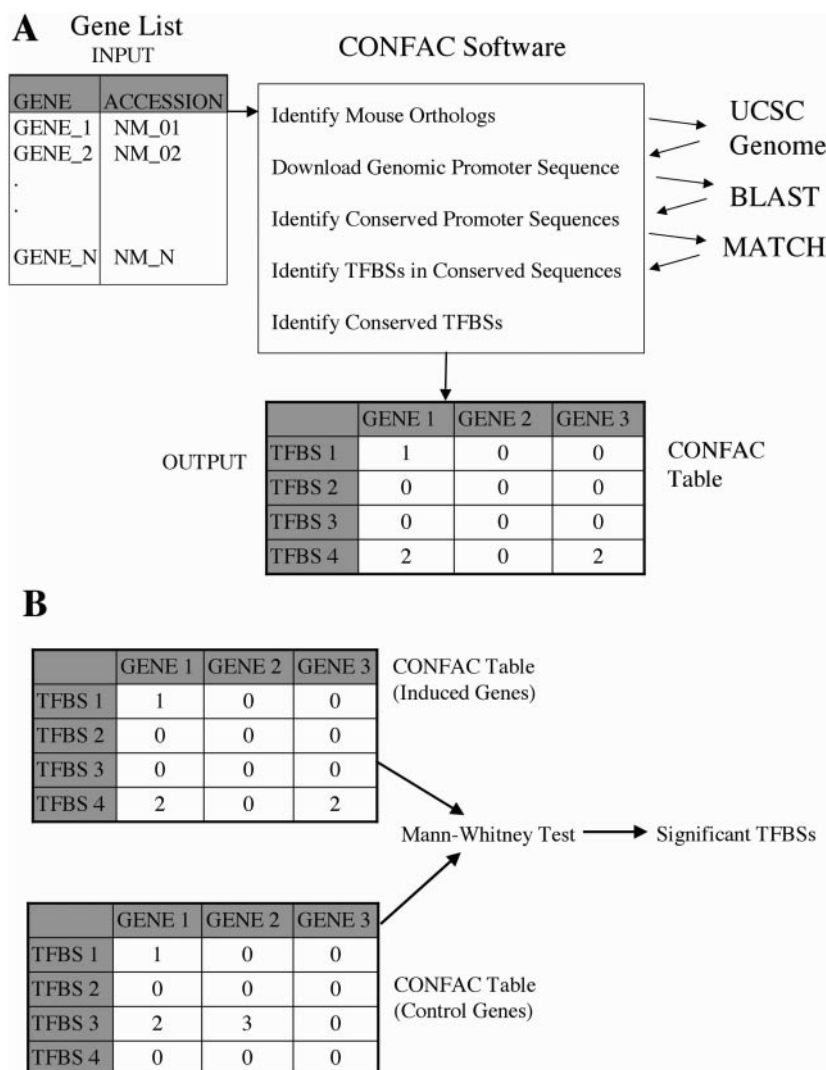 A
Gene List
INPUT
GENE ACCESSION
GENE_1 NM_01
GENE_2 NM_02
.
.
GENE_N NM_N
CONFAC Software
Identify Mouse Orthologs
Download Genomic Promoter Sequence
Identify Conserved Promoter Sequences
Identify TFBSs in Conserved Sequences
Identify Conserved TFBSs
UCSC
Genome
BLAST
MATCH
OUTPUT
GENE 1 GENE 2 GENE 3
TFBS 1 1 0 0
TFBS 2 0 0 0
TFBS 3 0 0 0
TFBS 4 2 0 2
CONFAC
Table
B
GENE 1 GENE 2 GENE 3
TFBS 1 1 0 0
TFBS 2 0 0 0
TFBS 3 0 0 0
TFBS 4 2 0 2
CONFAC Table
(Induced Genes)
Mann-Whitney Test
Significant TFBSs
GENE 1 GENE 2 GENE 3
TFBS 1 1 0 0
TFBS 2 0 0 0
TFBS 3 2 3 0
TFBS 4 0 0 0
CONFAC Table
(Control Genes)